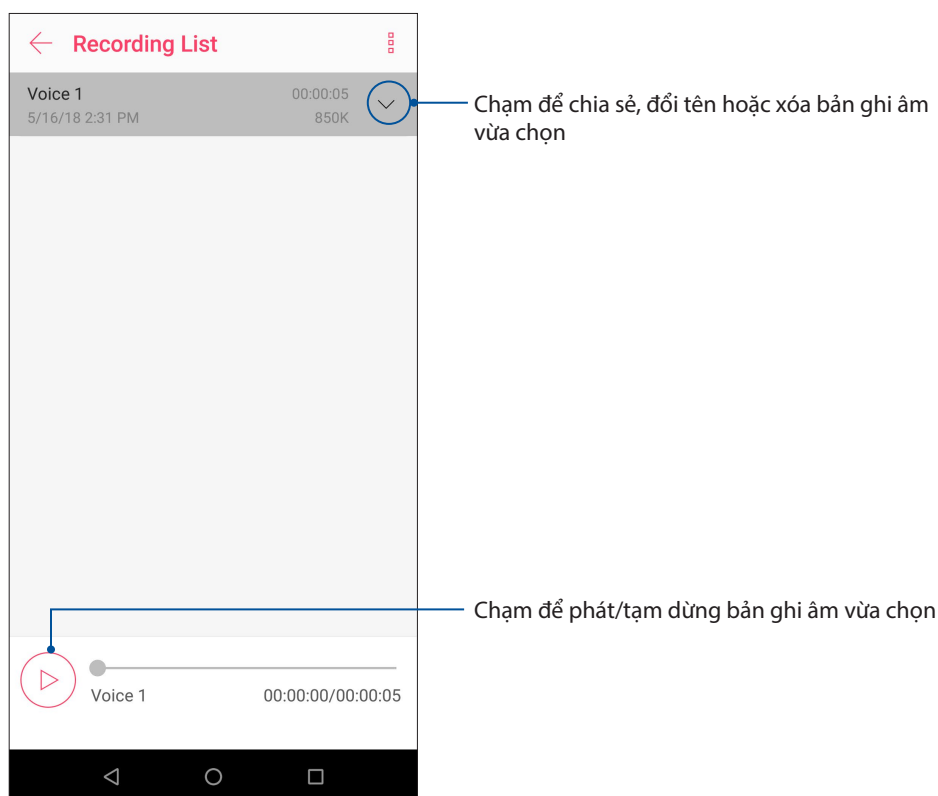 Recording List
Voice 1 00:00:05
5/16/18 2:31 PM 850K
Chạm để chia sẻ, đổi tên hoặc xóa bản ghi âm
vừa chọn
Chạm để phát/tạm dừng bản ghi âm vừa chọn
Voice 1 00:00:00/00:00:05